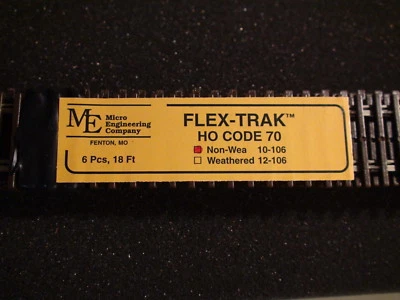 ME Micro Engineering Company
FENTON, MO
6 Pcs, 18 Ft
FLEX-TRAK™
HO CODE 70
Non-Wea 10-106
Weathered 12-106